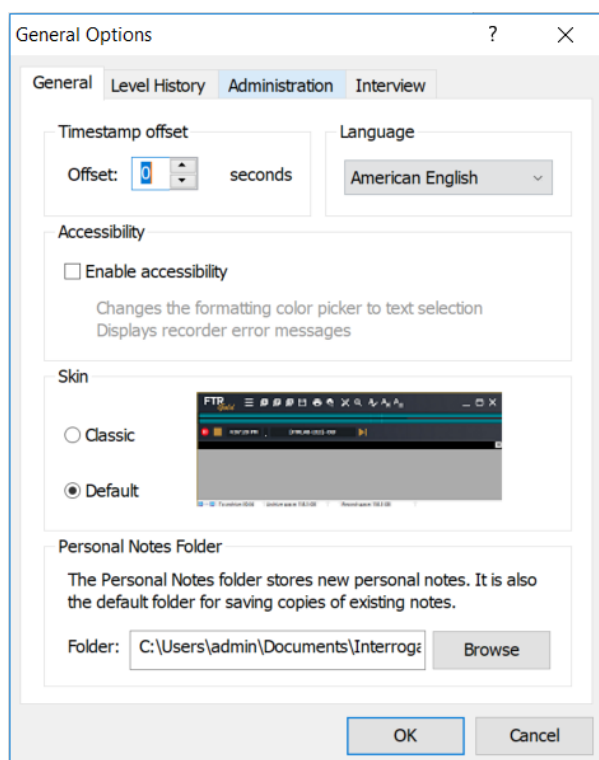 General Options
General Level History Administration Interview
Timestamp offset
Offset: 0 seconds
Language
American English
Accessibility
Enable accessibility
Changes the formatting color picker to text selection
Displays recorder error messages
Skin
Classic
Default
FTR Gold
Personal Notes Folder
The Personal Notes folder stores new personal notes. It is also
the default folder for saving copies of existing notes.
Folder: C:\Users\admin\Documents\Interroga
Browse
OK Cancel